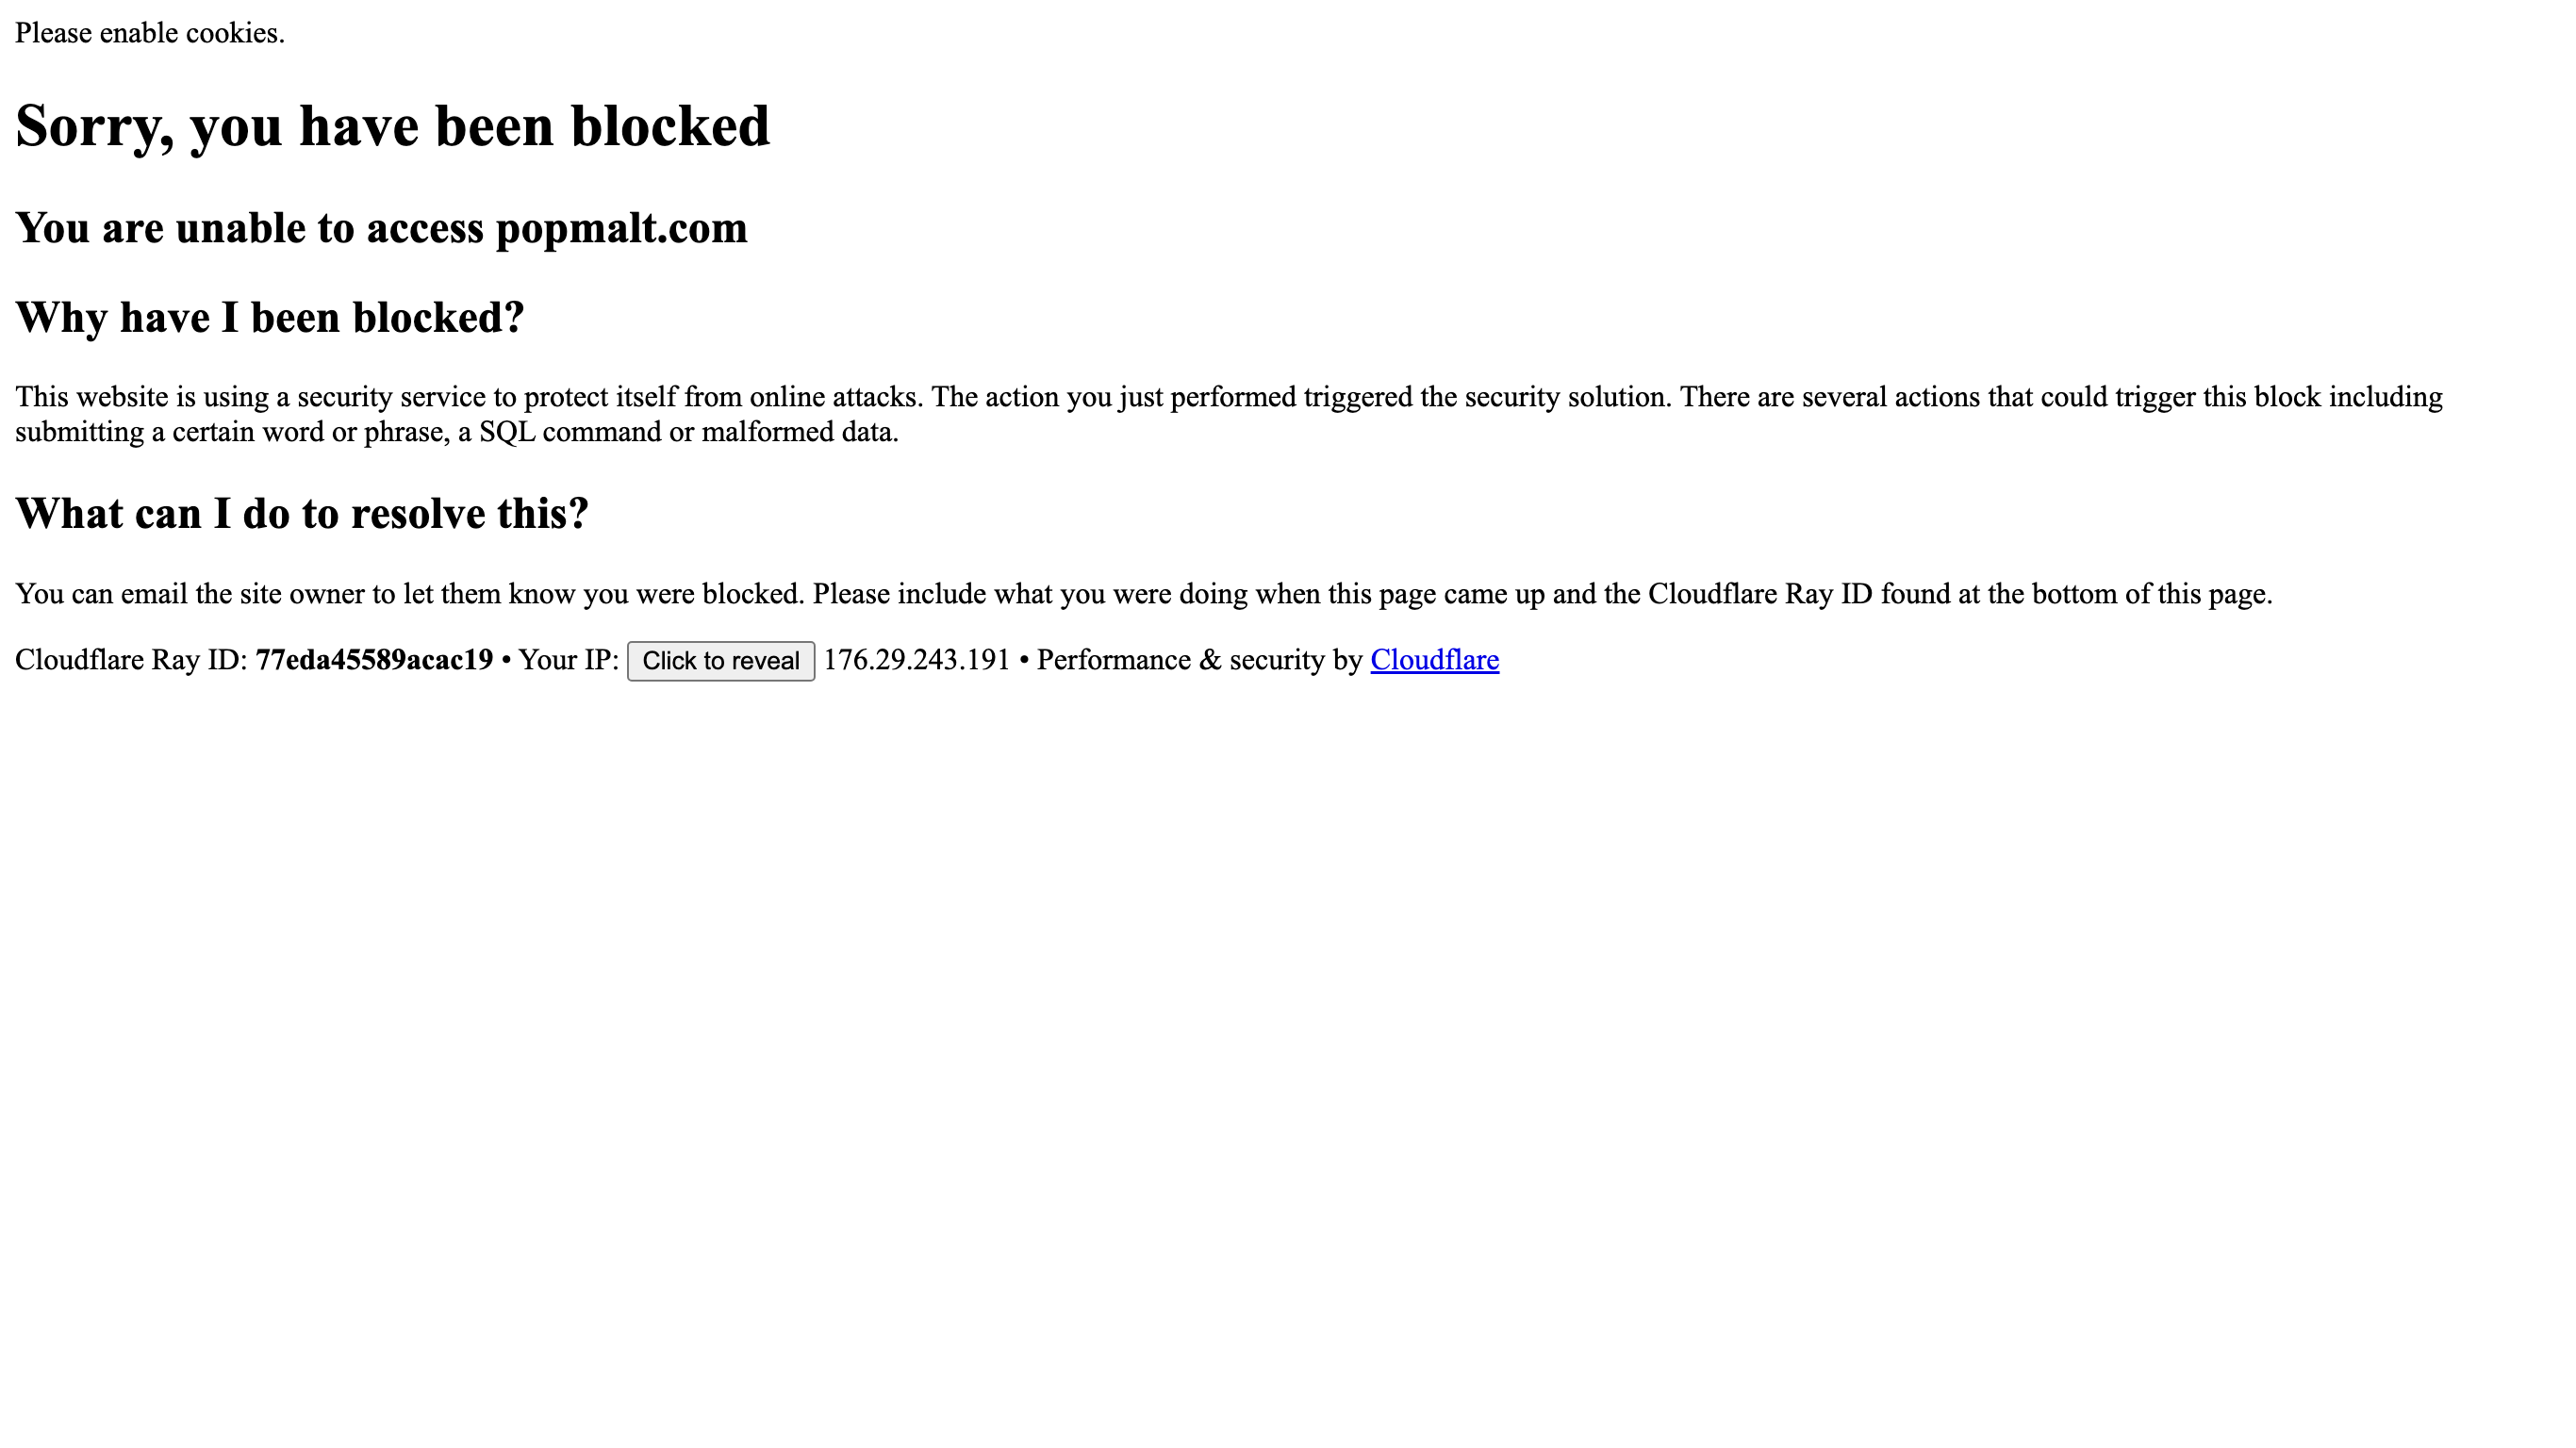 Please enable cookies.
Sorry, you have been blocked
You are unable to access popmalt.com
Why have I been blocked?
This website is using a security service to protect itself from online attacks. The action you just performed triggered the security solution. There are several actions that could trigger this block including
submitting a certain word or phrase, a SQL command or malformed data.
What can I do to resolve this?
You can email the site owner to let them know you were blocked. Please include what you were doing when this page came up and the Cloudflare Ray ID found at the bottom of this page.
Cloudflare Ray ID: 77eda45589acac19 • Your IP: Click to reveal 176.29.243.191 • Performance & security by Cloudflare